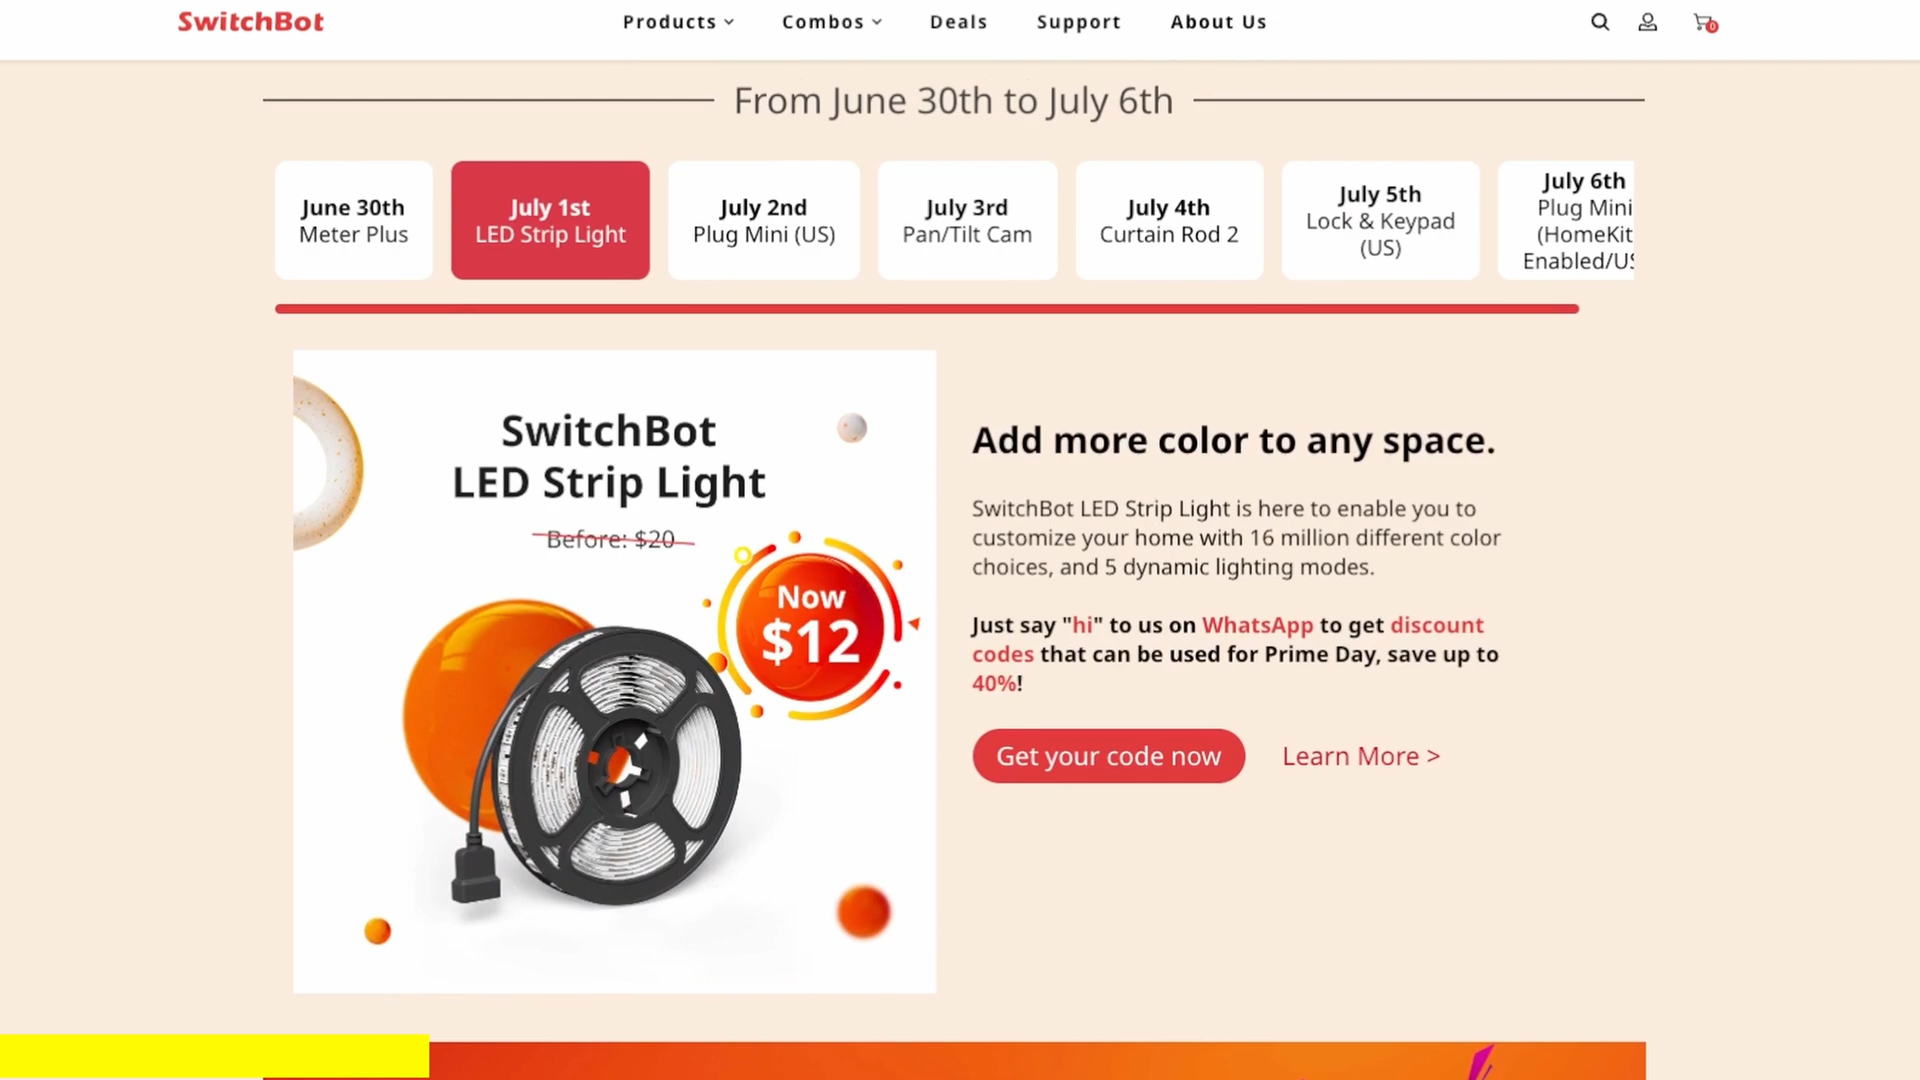 SwitchBot
Products
Combos
Deals
Support
About Us
0
From June 30th to July 6th
June 30th
Meter Plus
July 1st
LED Strip Light
July 2nd
Plug Mini (US)
July 3rd
Pan/Tilt Cam
July 4th
Curtain Rod 2
July 5th
Lock & Keypad
(US)
July 6th
Plug Mini
(HomeKit
Enabled/US
SwitchBot
LED Strip Light
Before: $20
Now
$12
Add more color to any space.
SwitchBot LED Strip Light is here to enable you to
customize your home with 16 million different color
choices, and 5 dynamic lighting modes.
Just say "hi" to us on WhatsApp to get discount
codes that can be used for Prime Day, save up to
40%!
Get your code now
Learn More >